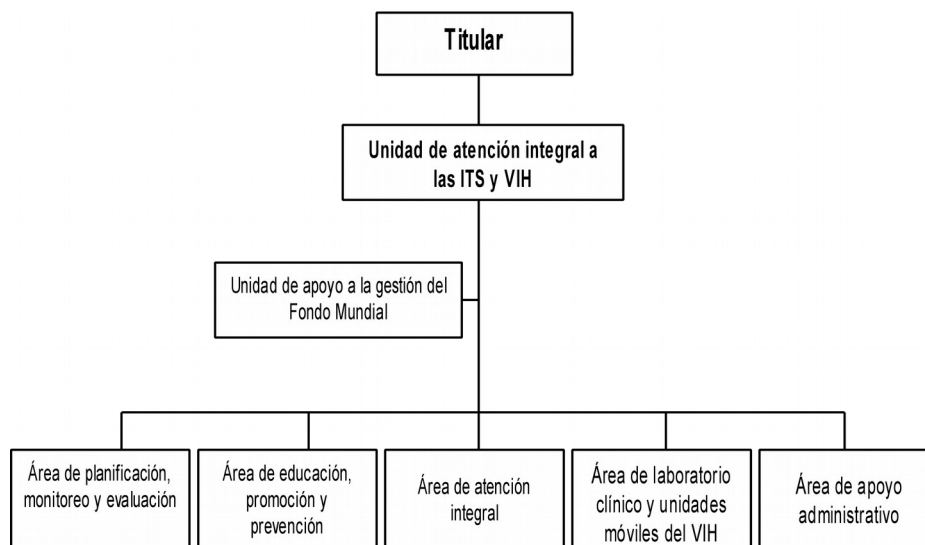 Titular
Unidad de atención integral a
las ITS y VIH
Unidad de apoyo a la gestión del
Fondo Mundial
Área de planificación,
monitoreo y evaluación
Área de educación,
promoción y
prevención
Área de atención
integral
Área de laboratorio
clínico y unidades
móviles del VIH
Área de apoyo
administrativo